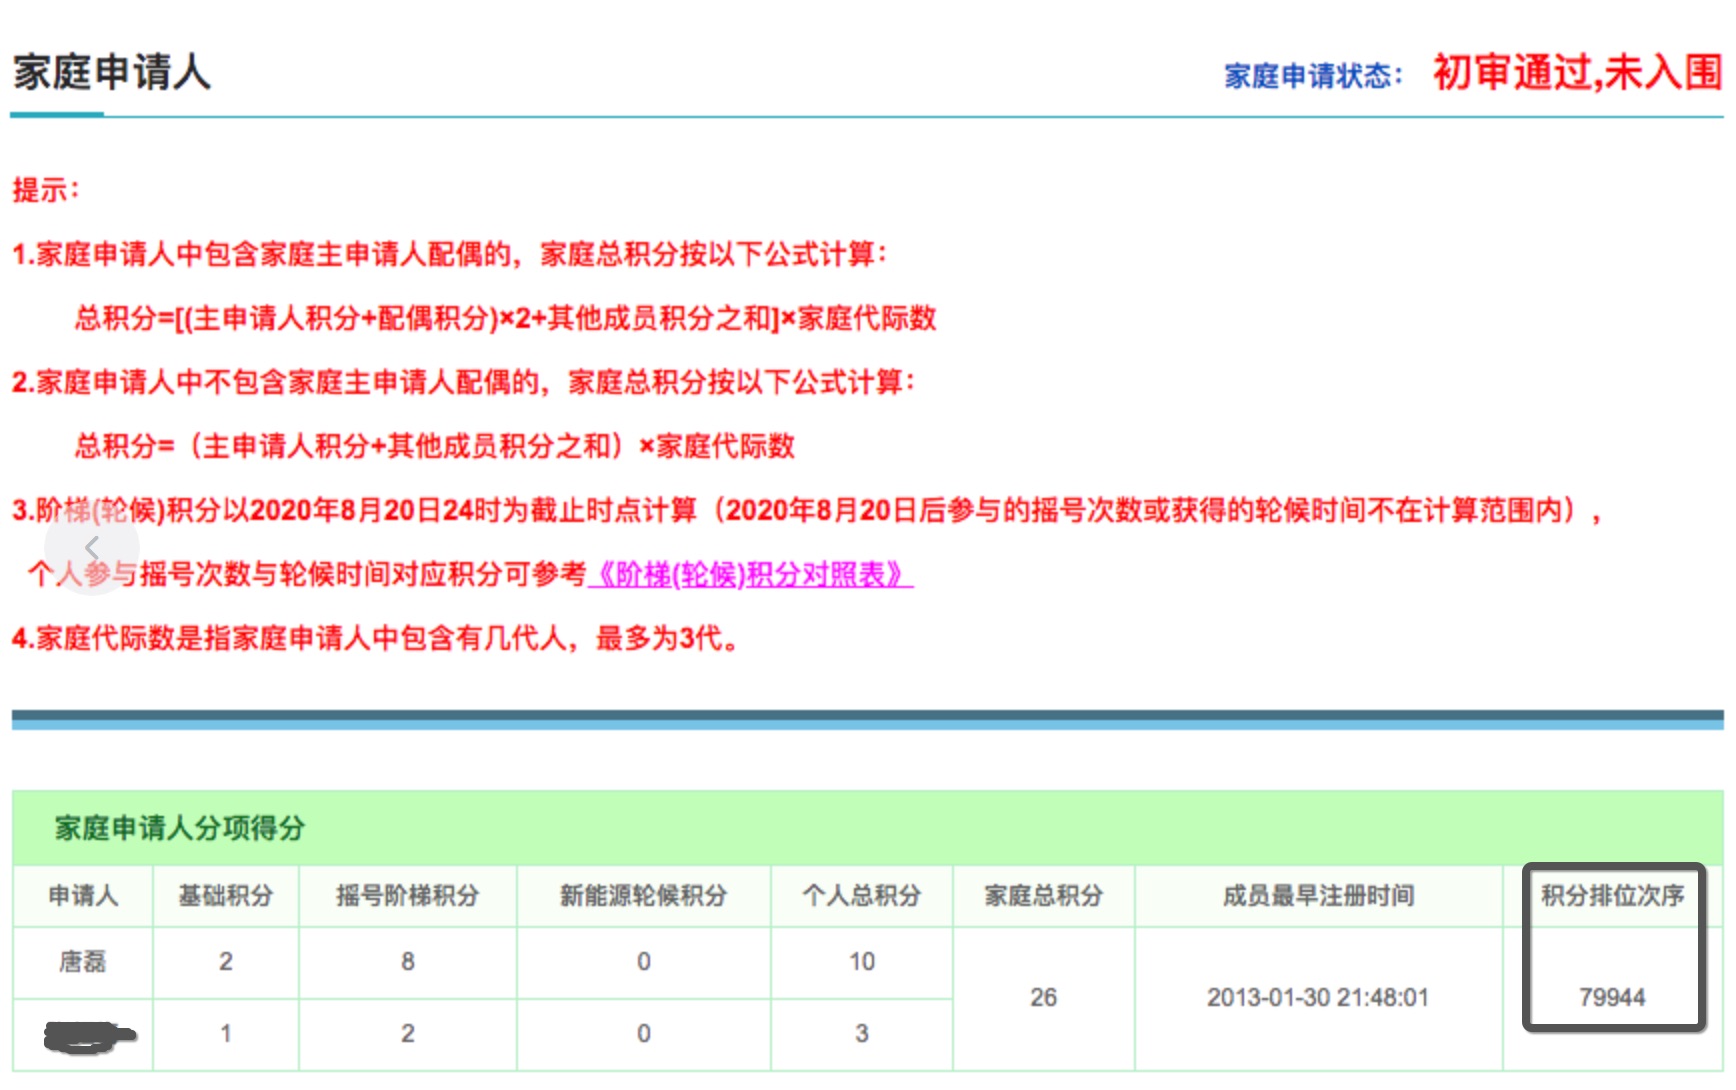 家庭申请人
家庭申请状态： 初审通过,未入围
提示：
1.家庭申请人中包含家庭主申请人配偶的，家庭总积分按以下公式计算：
总积分=[(主申请人积分+配偶积分)×2+其他成员积分之和]×家庭代际数
2.家庭申请人中不包含家庭主申请人配偶的，家庭总积分按以下公式计算：
总积分=（主申请人积分+其他成员积分之和）×家庭代际数
3.阶梯(轮候)积分以2020年8月20日24时为截止时点计算（2020年8月20日后参与的摇号次数或获得的轮候时间不在计算范围内），
个人参与摇号次数与轮候时间对应积分可参考《阶梯(轮候)积分对照表》
4.家庭代际数是指家庭申请人中包含有几代人，最多为3代。
家庭申请人分项得分
申请人 基础积分 摇号阶梯积分 新能源轮候积分 个人总积分 家庭总积分 成员最早注册时间 积分排位次序
唐磊 2 8 0 10
26 2013-01-30 21:48:01 79944
1 2 0 3